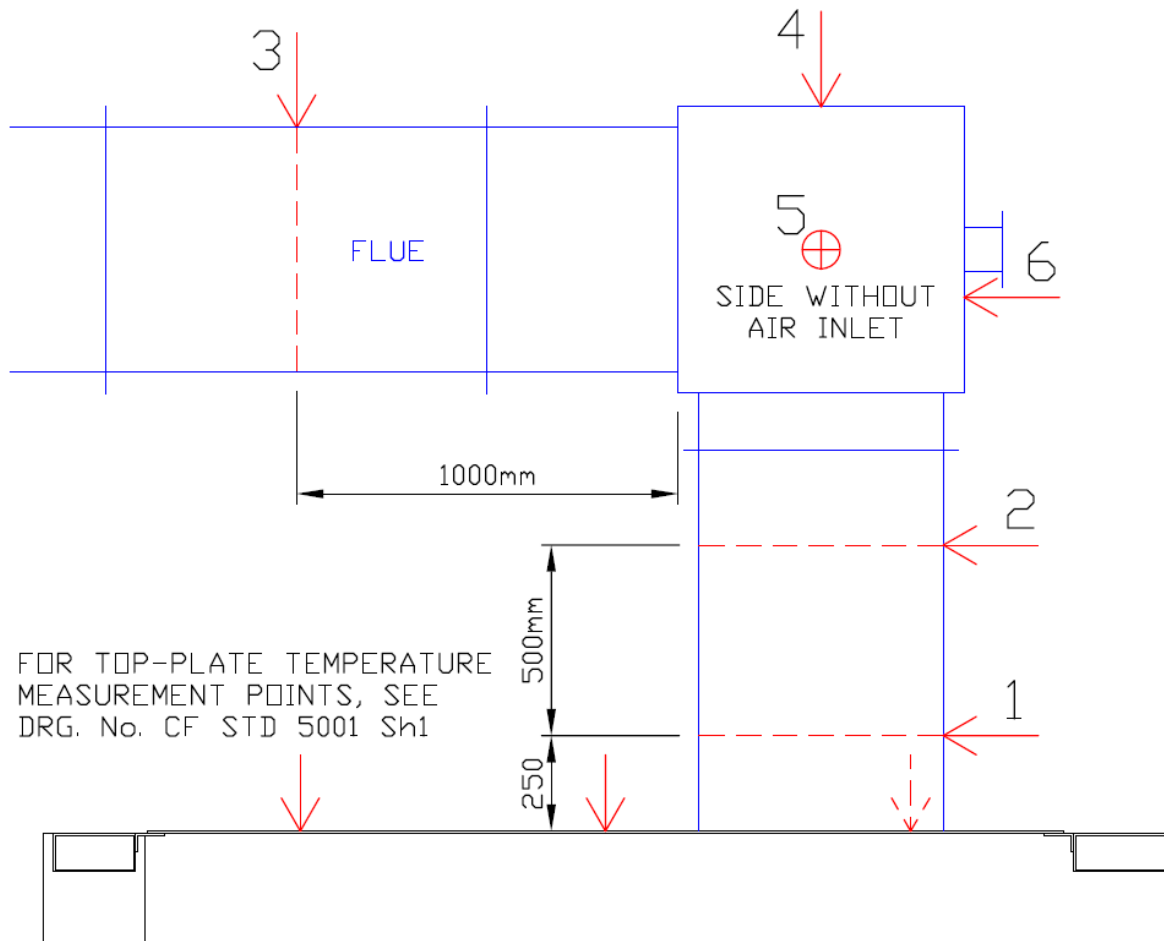 3
4
FLUE
5
SIDE WITHOUT
AIR INLET
6
1000mm
2
500mm
FOR TOP-PLATE TEMPERATURE
MEASUREMENT POINTS, SEE
DRG. No. CF STD 5001 Sh1
1
250